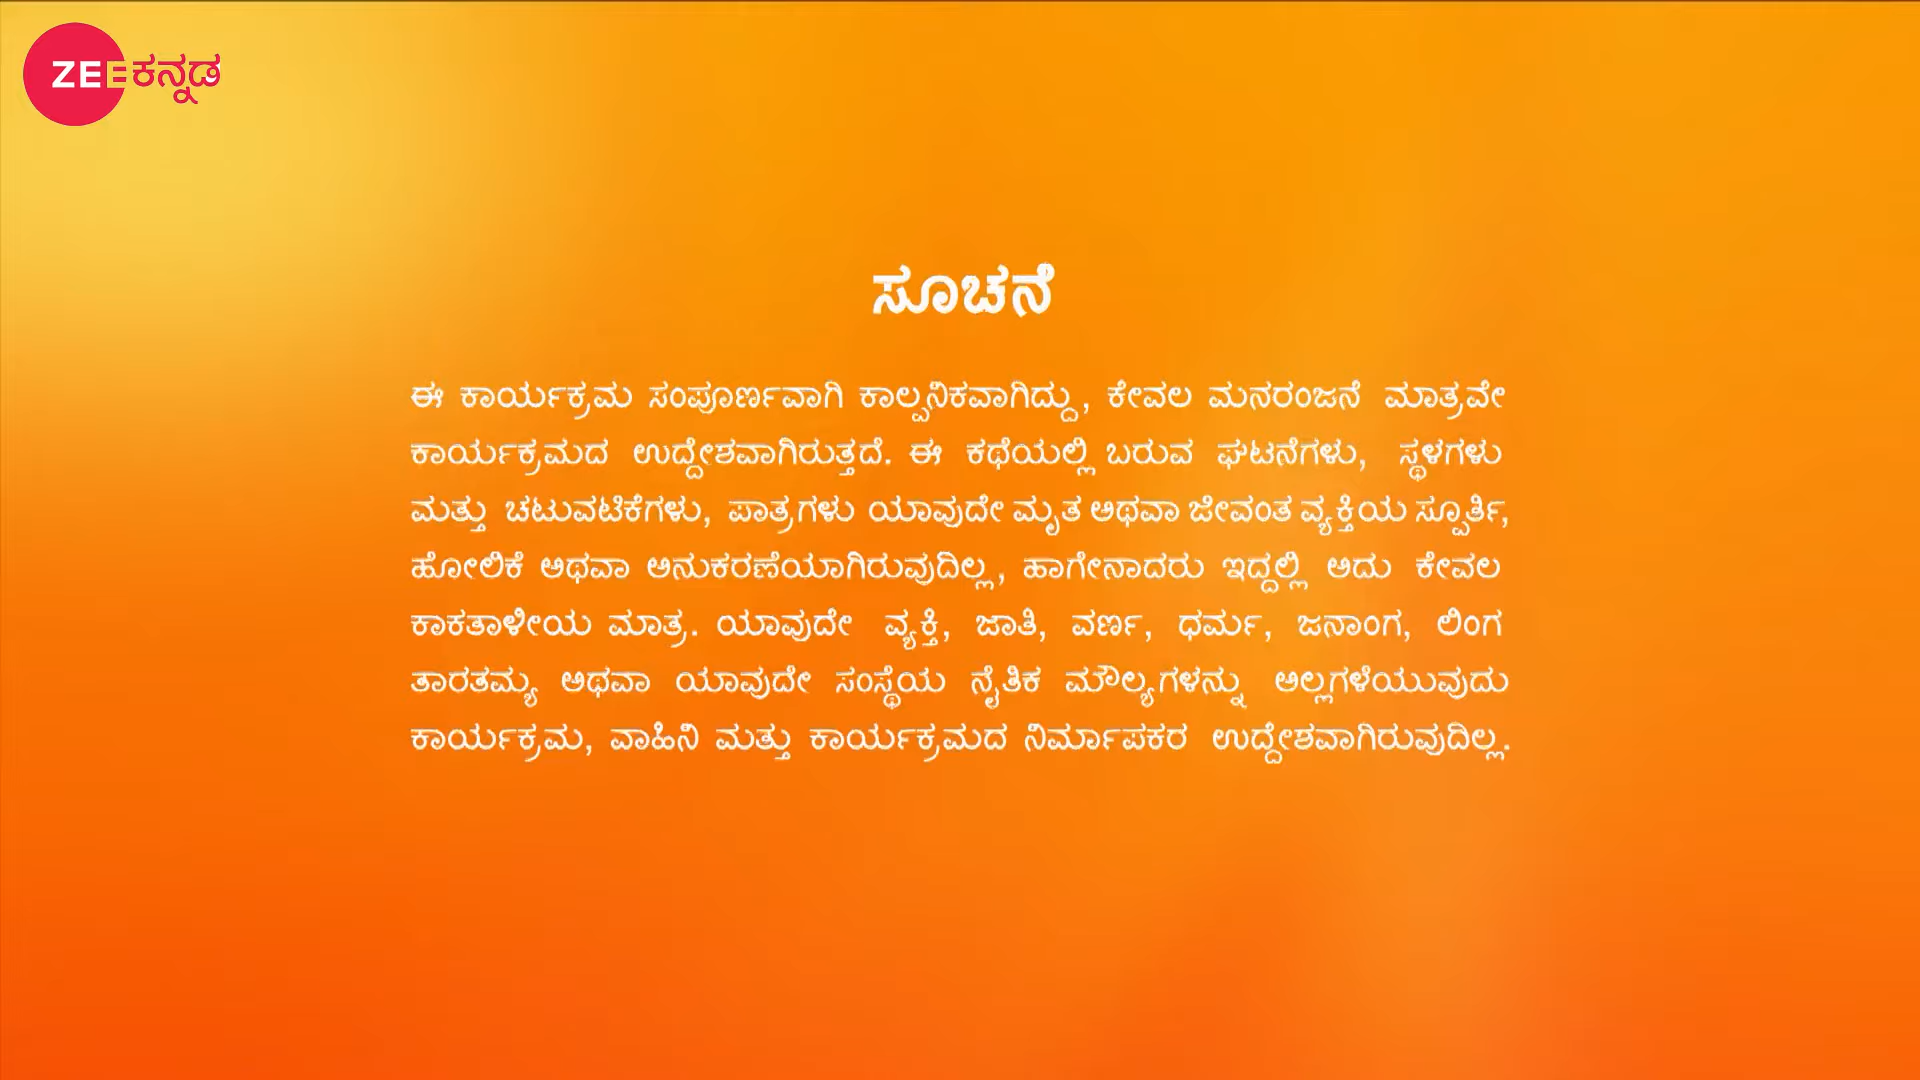 ZEEಕನ್ನಡ
ಸೂಚನೆ
ಈ ಕಾರ್ಯಕ್ರಮ ಸಂಪೂರ್ಣವಾಗಿ ಕಾಲ್ಪನಿಕವಾಗಿದ್ದು, ಕೇವಲ ಮನರಂಜನೆ ಮಾತ್ರವೇ
ಕಾರ್ಯಕ್ರಮದ ಉದ್ದೇಶವಾಗಿರುತ್ತದೆ. ಈ ಕಥೆಯಲ್ಲಿ ಬರುವ ಘಟನೆಗಳು, ಸ್ಥಳಗಳು
ಮತ್ತು ಚಟುವಟಿಕೆಗಳು, ಪಾತ್ರಗಳು ಯಾವುದೇ ಮೃತ ಅಥವಾ ಜೀವಂತ ವ್ಯಕ್ತಿಯ ಸ್ಪೂರ್ತಿ,
ಹೋಲಿಕೆ ಅಥವಾ ಅನುಕರಣೆಯಾಗಿರುವುದಿಲ್ಲ, ಹಾಗೇನಾದರು ಇದ್ದಲ್ಲಿ ಅದು ಕೇವಲ
ಕಾಕತಾಳೀಯ ಮಾತ್ರ. ಯಾವುದೇ ವ್ಯಕ್ತಿ, ಜಾತಿ, ವರ್ಣ, ಧರ್ಮ, ಜನಾಂಗ, ಲಿಂಗ
ತಾರತಮ್ಯ ಅಥವಾ ಯಾವುದೇ ಸಂಸ್ಥೆಯ ನೈತಿಕ ಮೌಲ್ಯಗಳನ್ನು ಅಲ್ಲಗಳೆಯುವುದು
ಕಾರ್ಯಕ್ರಮ, ವಾಹಿನಿ ಮತ್ತು ಕಾರ್ಯಕ್ರಮದ ನಿರ್ಮಾಪಕರ ಉದ್ದೇಶವಾಗಿರುವುದಿಲ್ಲ.